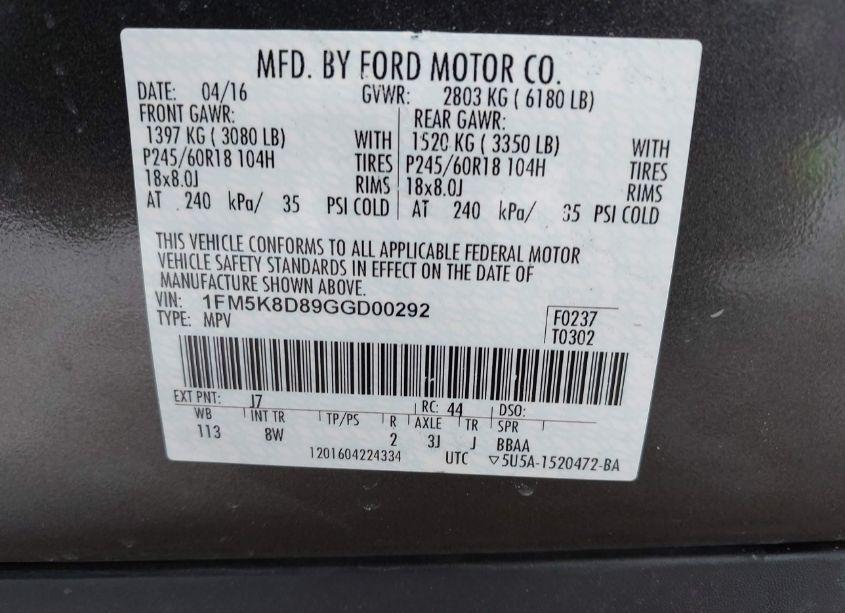 MFD. BY FORD MOTOR CO.
DATE: 04/16 GVWR: 2803 KG ( 6180 LB)
FRONT GAWR: REAR GAWR:
1397 KG ( 3080 LB) WITH 1520 KG ( 3350 LB) WITH
P245/60R18 104H TIRES P245/60R18 104H TIRES
18x8.0J RIMS 18x8.0J RIMS
AT 240 kPa/ 35 PSI COLD AT 240 kPa/ 35 PSI COLD
THIS VEHICLE CONFORMS TO ALL APPLICABLE FEDERAL MOTOR
VEHICLE SAFETY STANDARDS IN EFFECT ON THE DATE OF
MANUFACTURE SHOWN ABOVE.
VIN: 1FM5K8D89GGD00292 F0237
TYPE: MPV T0302
EXT PNT: J7 RC: 44 DSO:
WB INT TR TP/PS R AXLE TR SPR
113 8W 2 3J J BBAA
1201604224334 UTC ▽5U5A-1520472-BA